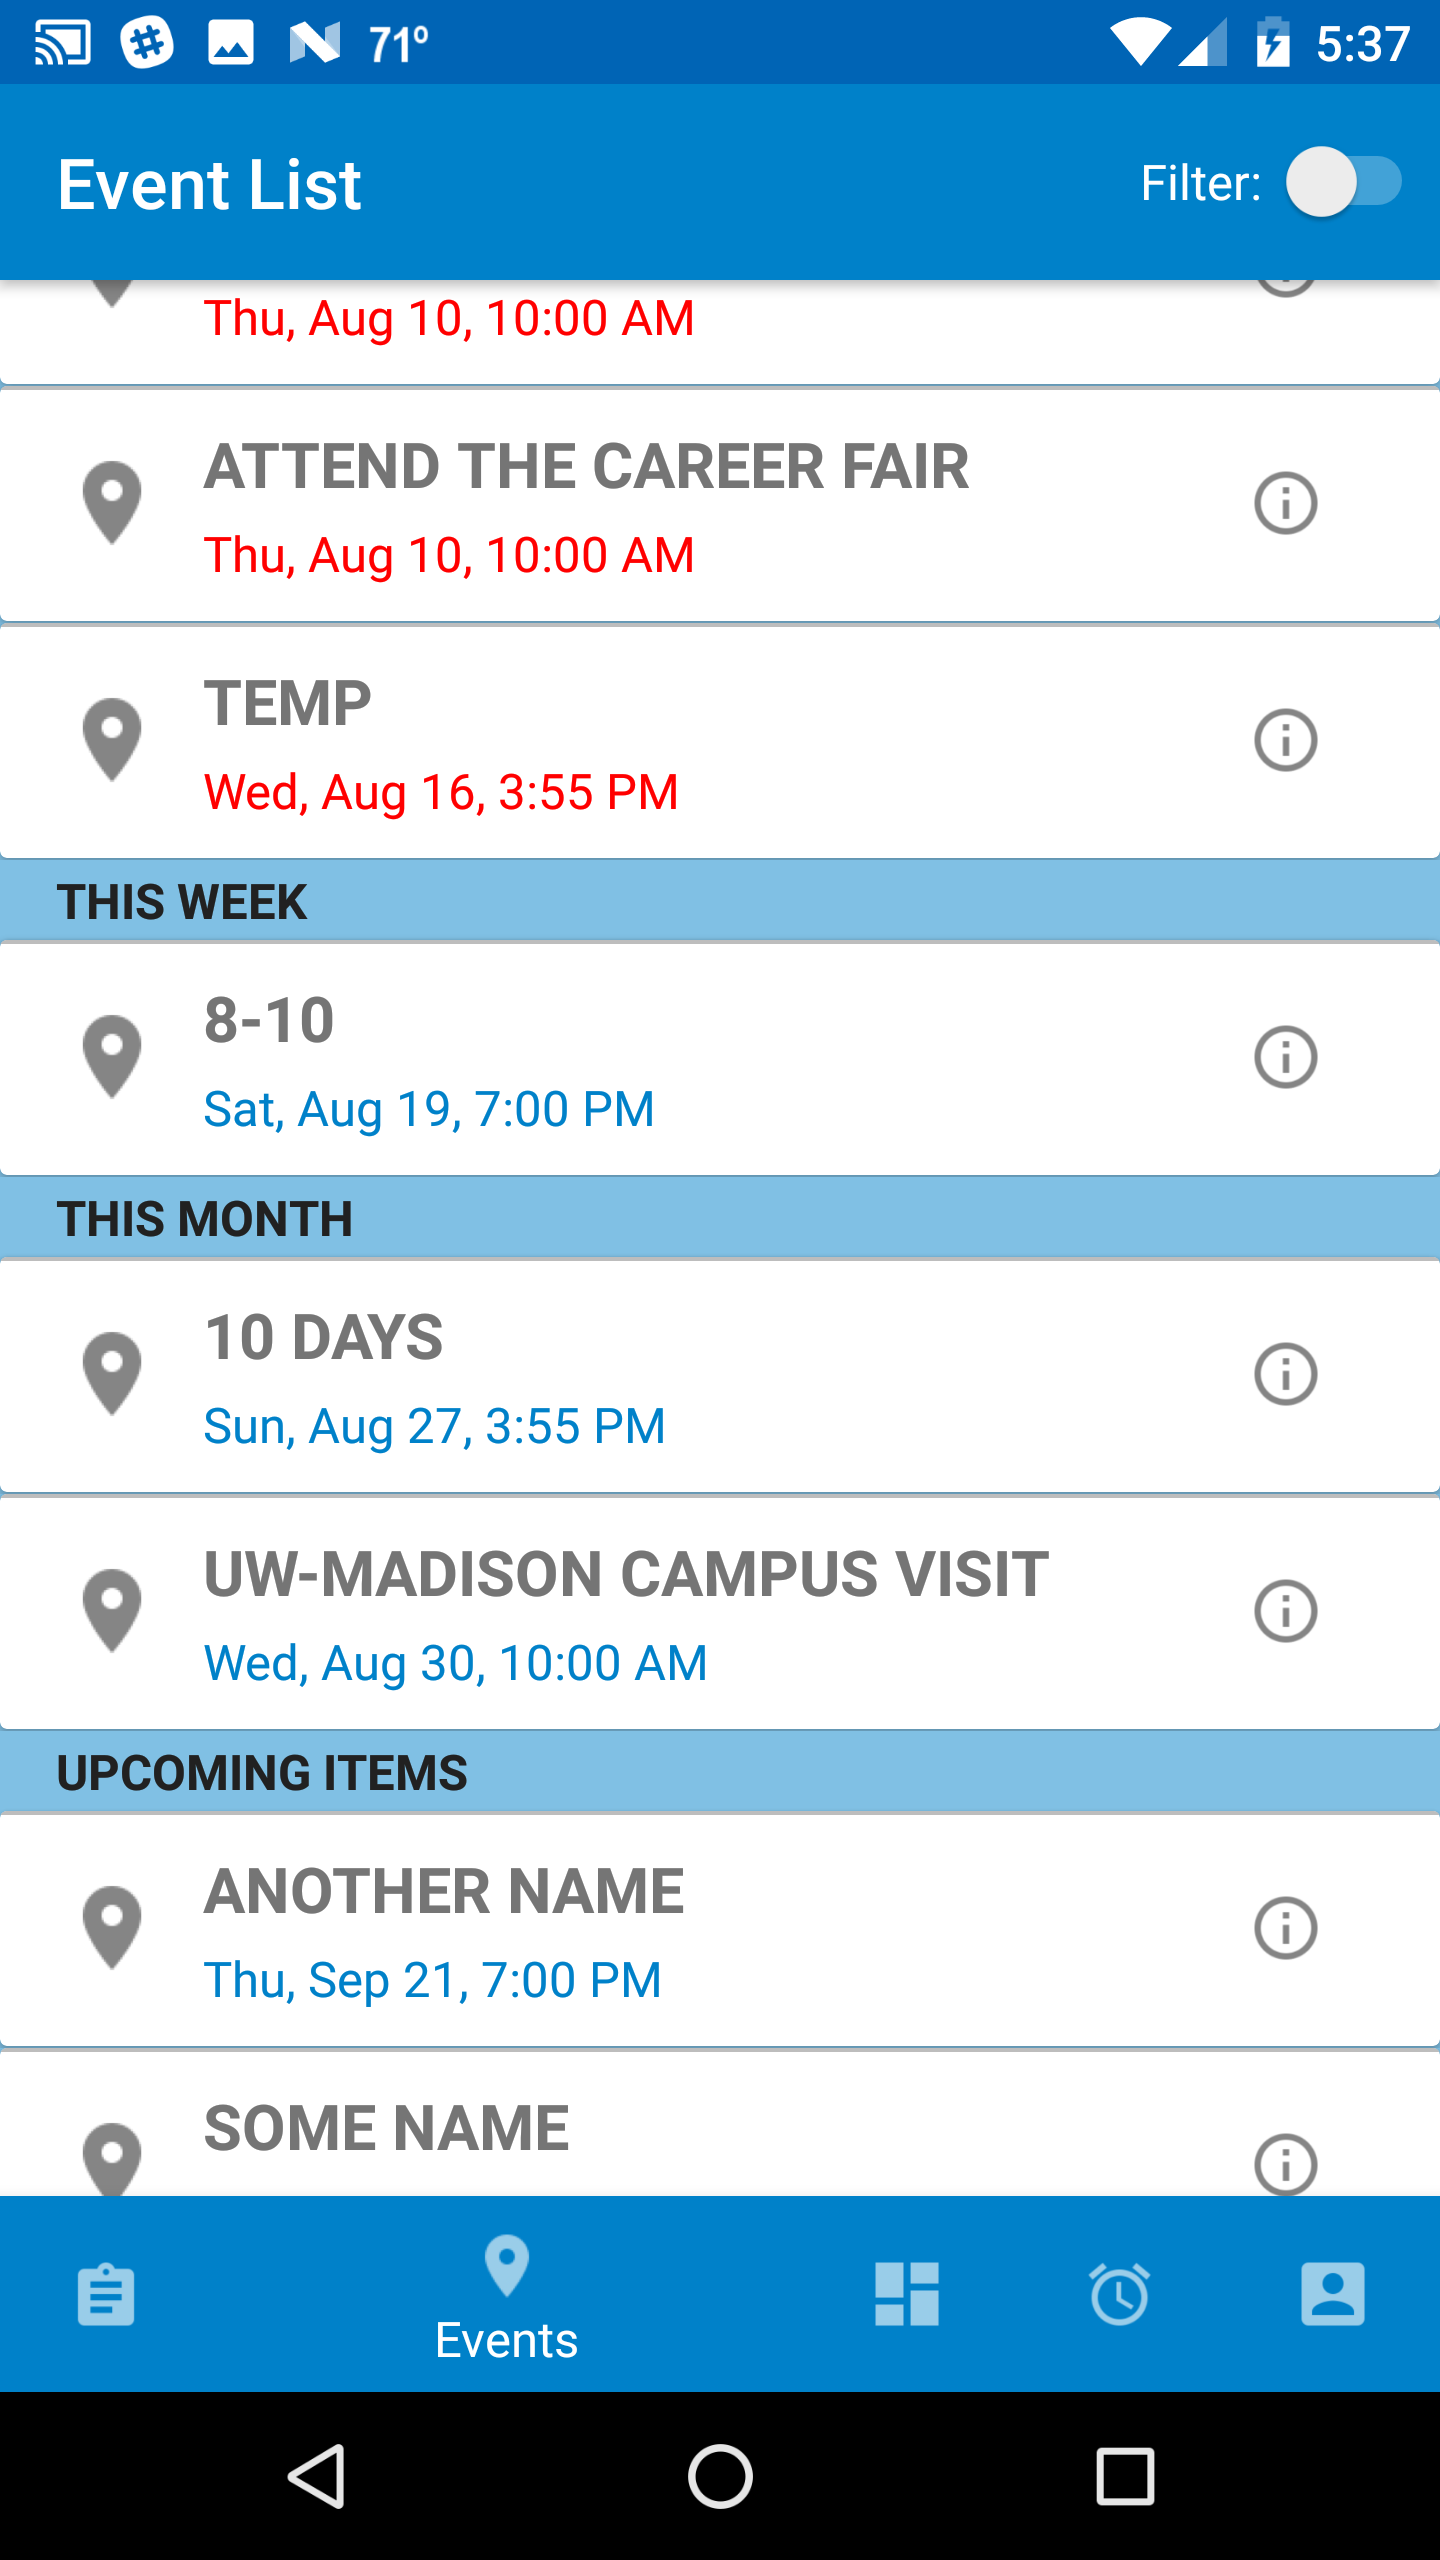 71°
5:37
Event List
Filter:
Thu, Aug 10, 10:00 AM
ATTEND THE CAREER FAIR
Thu, Aug 10, 10:00 AM
TEMP
Wed, Aug 16, 3:55 PM
THIS WEEK
8-10
Sat, Aug 19, 7:00 PM
THIS MONTH
10 DAYS
Sun, Aug 27, 3:55 PM
UW-MADISON CAMPUS VISIT
Wed, Aug 30, 10:00 AM
UPCOMING ITEMS
ANOTHER NAME
Thu, Sep 21, 7:00 PM
SOME NAME
Events